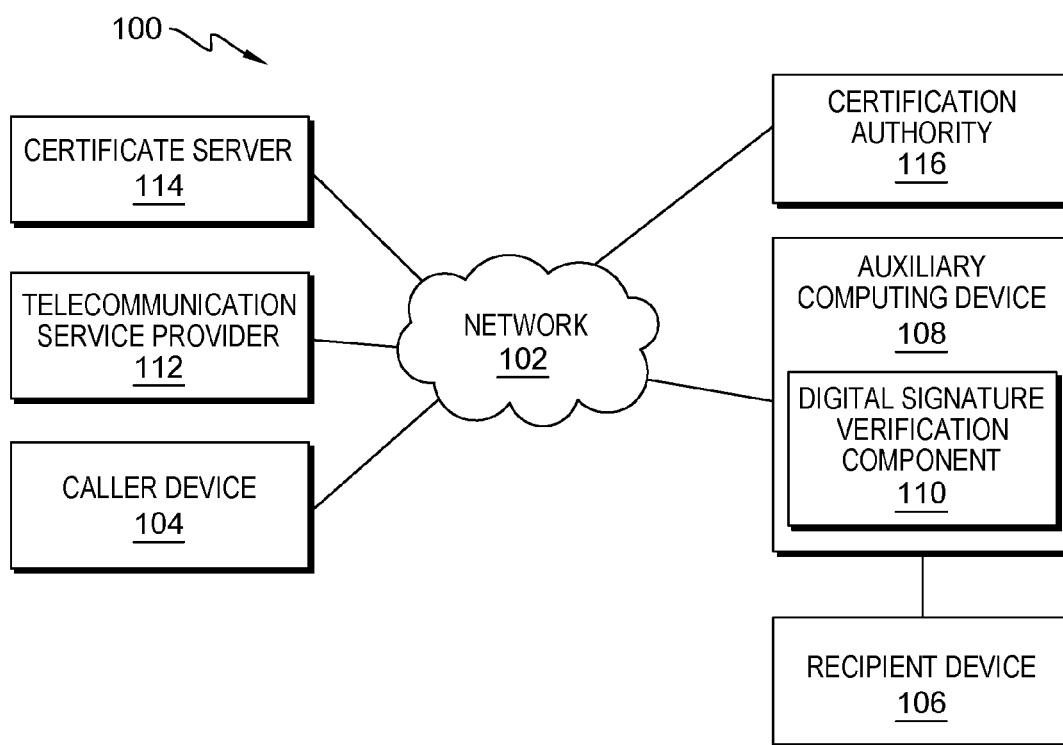 100
CERTIFICATE SERVER
114
TELECOMMUNICATION
SERVICE PROVIDER
112
CALLER DEVICE
104
NETWORK
102
CERTIFICATION
AUTHORITY
116
AUXILIARY
COMPUTING DEVICE
108
DIGITAL SIGNATURE
VERIFICATION
COMPONENT
110
RECIPIENT DEVICE
106